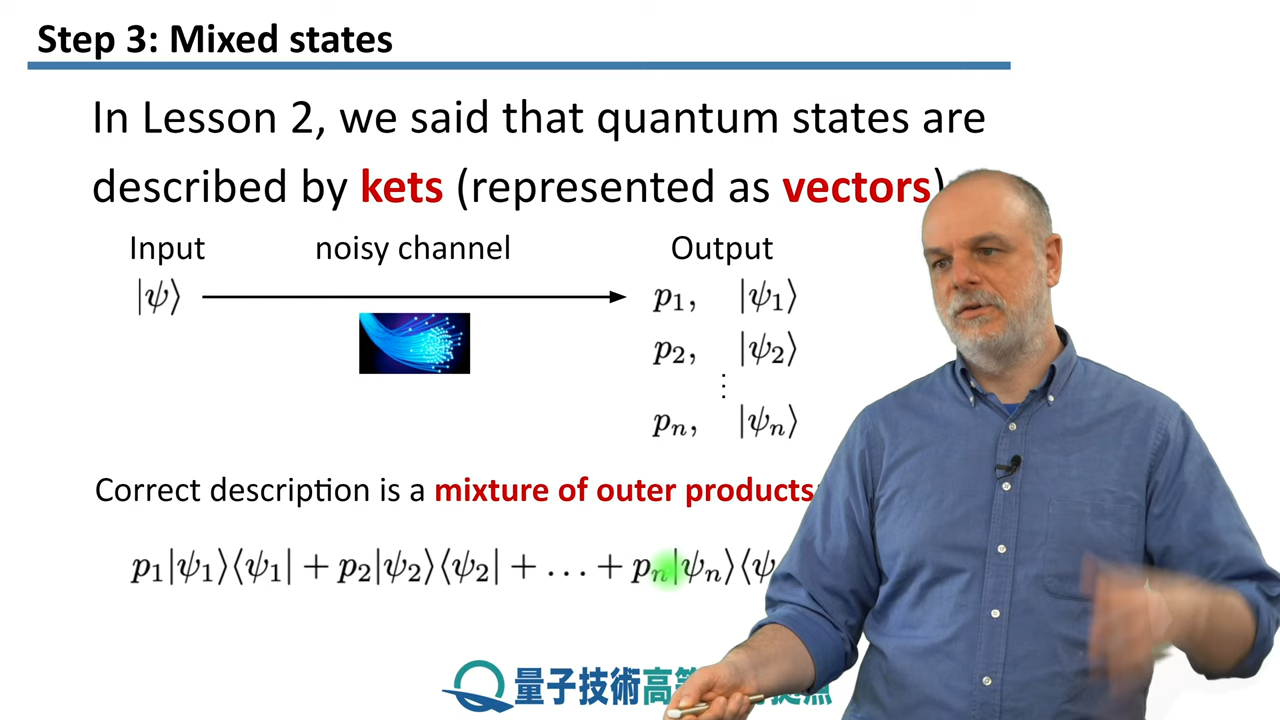 Step 3: Mixed states
In Lesson 2, we said that quantum states are
described by kets (represented as vectors)
Input noisy channel Output
|ψ⟩ p₁, |ψ₁⟩
p₂, |ψ₂⟩
⋮
pₙ, |ψₙ⟩
Correct description is a mixture of outer products
p₁|ψ₁⟩⟨ψ₁| + p₂|ψ₂⟩⟨ψ₂| + … + pₙ|ψₙ⟩⟨ψ
量子技術高等